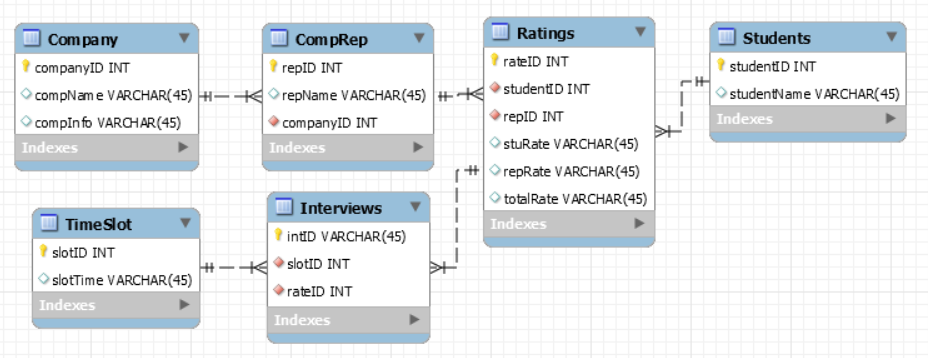 Company
companyID INT
compName VARCHAR(45)
compInfo VARCHAR(45)
Indexes
CompRep
repID INT
repName VARCHAR(45)
companyID INT
Indexes
Ratings
rateID INT
studentID INT
repID INT
stuRate VARCHAR(45)
repRate VARCHAR(45)
totalRate VARCHAR(45)
Indexes
Students
studentID INT
studentName VARCHAR(45)
Indexes
TimeSlot
slotID INT
slotTime VARCHAR(45)
Indexes
Interviews
intID VARCHAR(45)
slotID INT
rateID INT
Indexes